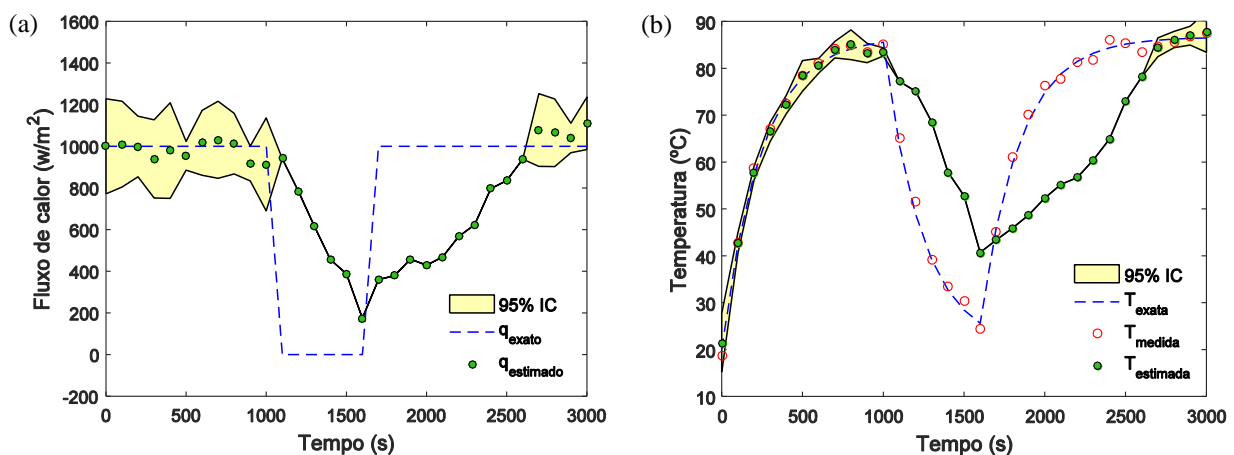 (a)
1600
1400
1200
1000
800
600
400
200
0
-200
Fluxo de calor (w/m²)
95% IC
q_exato
q_estimado
0 500 1000 1500 2000 2500 3000
Tempo (s)
(b)
90
80
70
60
50
40
30
20
10
Temperatura (ºC)
95% IC
T_exata
T_medida
T_estimada
0 500 1000 1500 2000 2500 3000
Tempo (s)